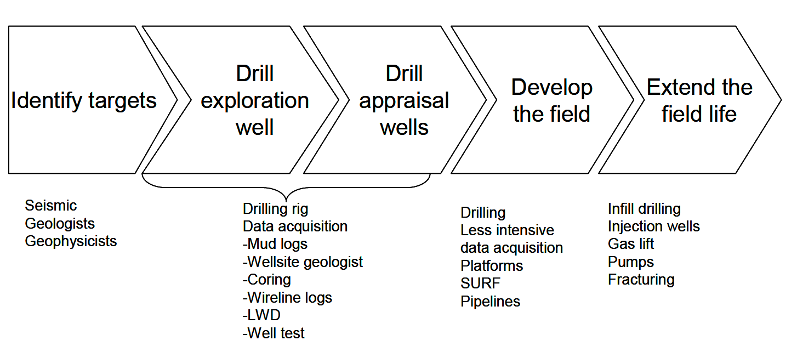 Identify targets
Drill
exploration
well
Drill
appraisal
wells
Develop
the field
Extend the
field life
Seismic
Geologists
Geophysicists
Drilling rig
Data acquisition
-Mud logs
-Wellsite geologist
-Coring
-Wireline logs
-LWD
-Well test
Drilling
Less intensive
data acquisition
Platforms
SURF
Pipelines
Infill drilling
Injection wells
Gas lift
Pumps
Fracturing